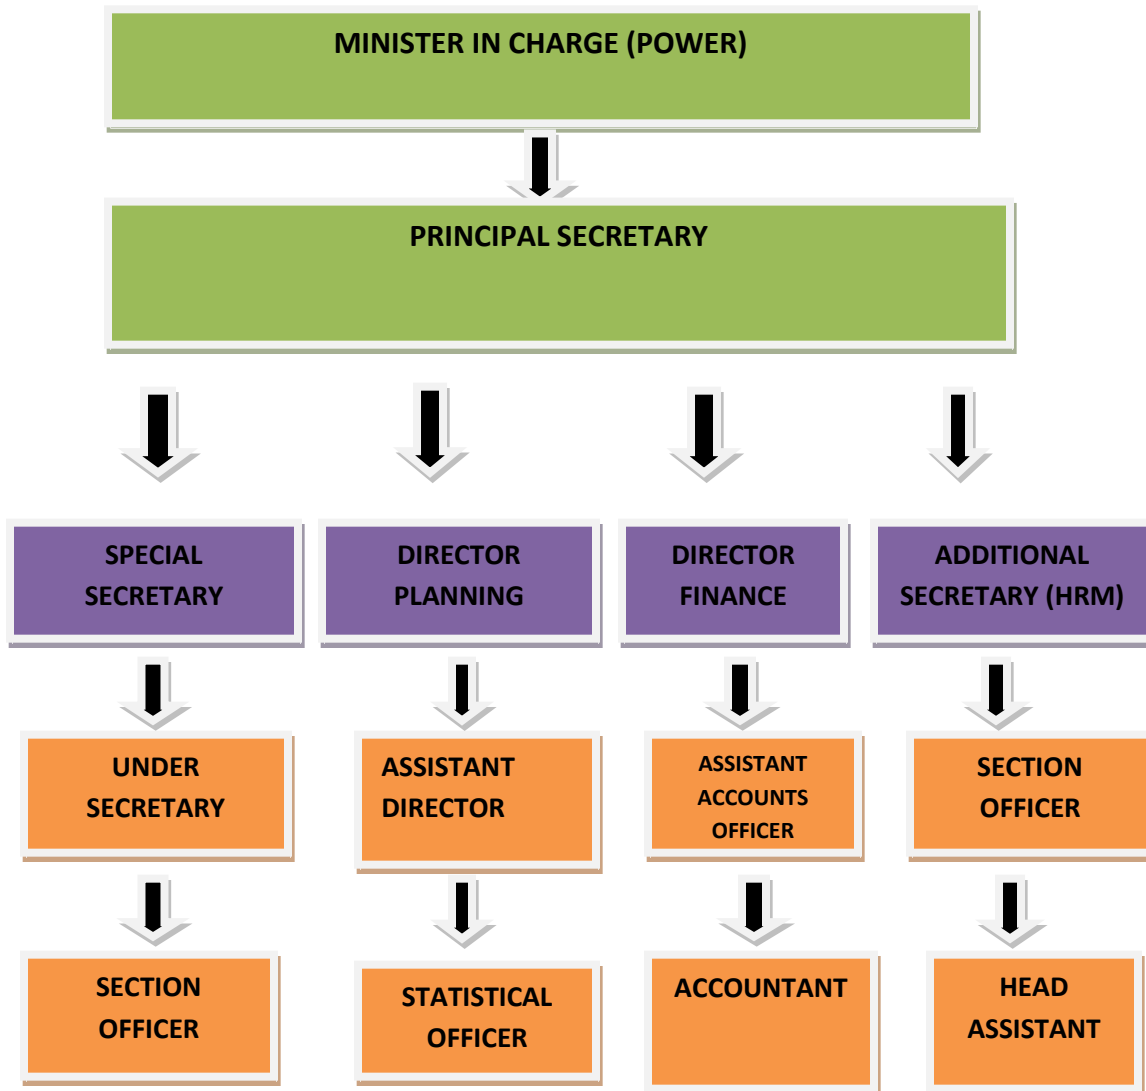 MINISTER IN CHARGE (POWER)
PRINCIPAL SECRETARY
SPECIAL
SECRETARY
DIRECTOR
PLANNING
DIRECTOR
FINANCE
ADDITIONAL
SECRETARY (HRM)
UNDER
SECRETARY
ASSISTANT
DIRECTOR
ASSISTANT
ACCOUNTS
OFFICER
SECTION
OFFICER
SECTION
OFFICER
STATISTICAL
OFFICER
ACCOUNTANT
HEAD
ASSISTANT